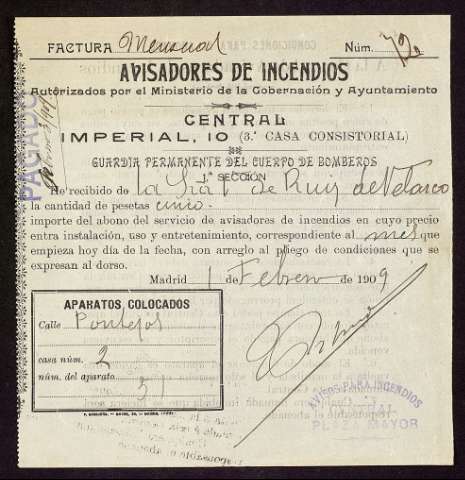 FACTURA Mensual Núm. 72
AVISADORES DE INCENDIOS
Autorizados por el Ministerio de la Gobernación y Ayuntamiento
CENTRAL
IMPERIAL, 10 (3.ª CASA CONSISTORIAL)
GUARDIA PERMANENTE DEL CUERPO DE BOMBEROS
1.ª SECCIÓN
PAGADO
He recibido de la Sra. de Ruiz de Velasco
la cantidad de pesetas cinco.
importe del abono del servicio de avisadores de incendios en cuyo precio
entra instalación, uso y entretenimiento, correspondiente al mes que
empieza hoy día de la fecha, con arreglo al pliego de condiciones que se
expresan al dorso.
Madrid 1 de Febrero de 1909
APARATOS COLOCADOS
Calle Pontejos
casa núm. 2
núm. del aparato
31
AVISOS PARA INCENDIOS
PLAZA MAYOR